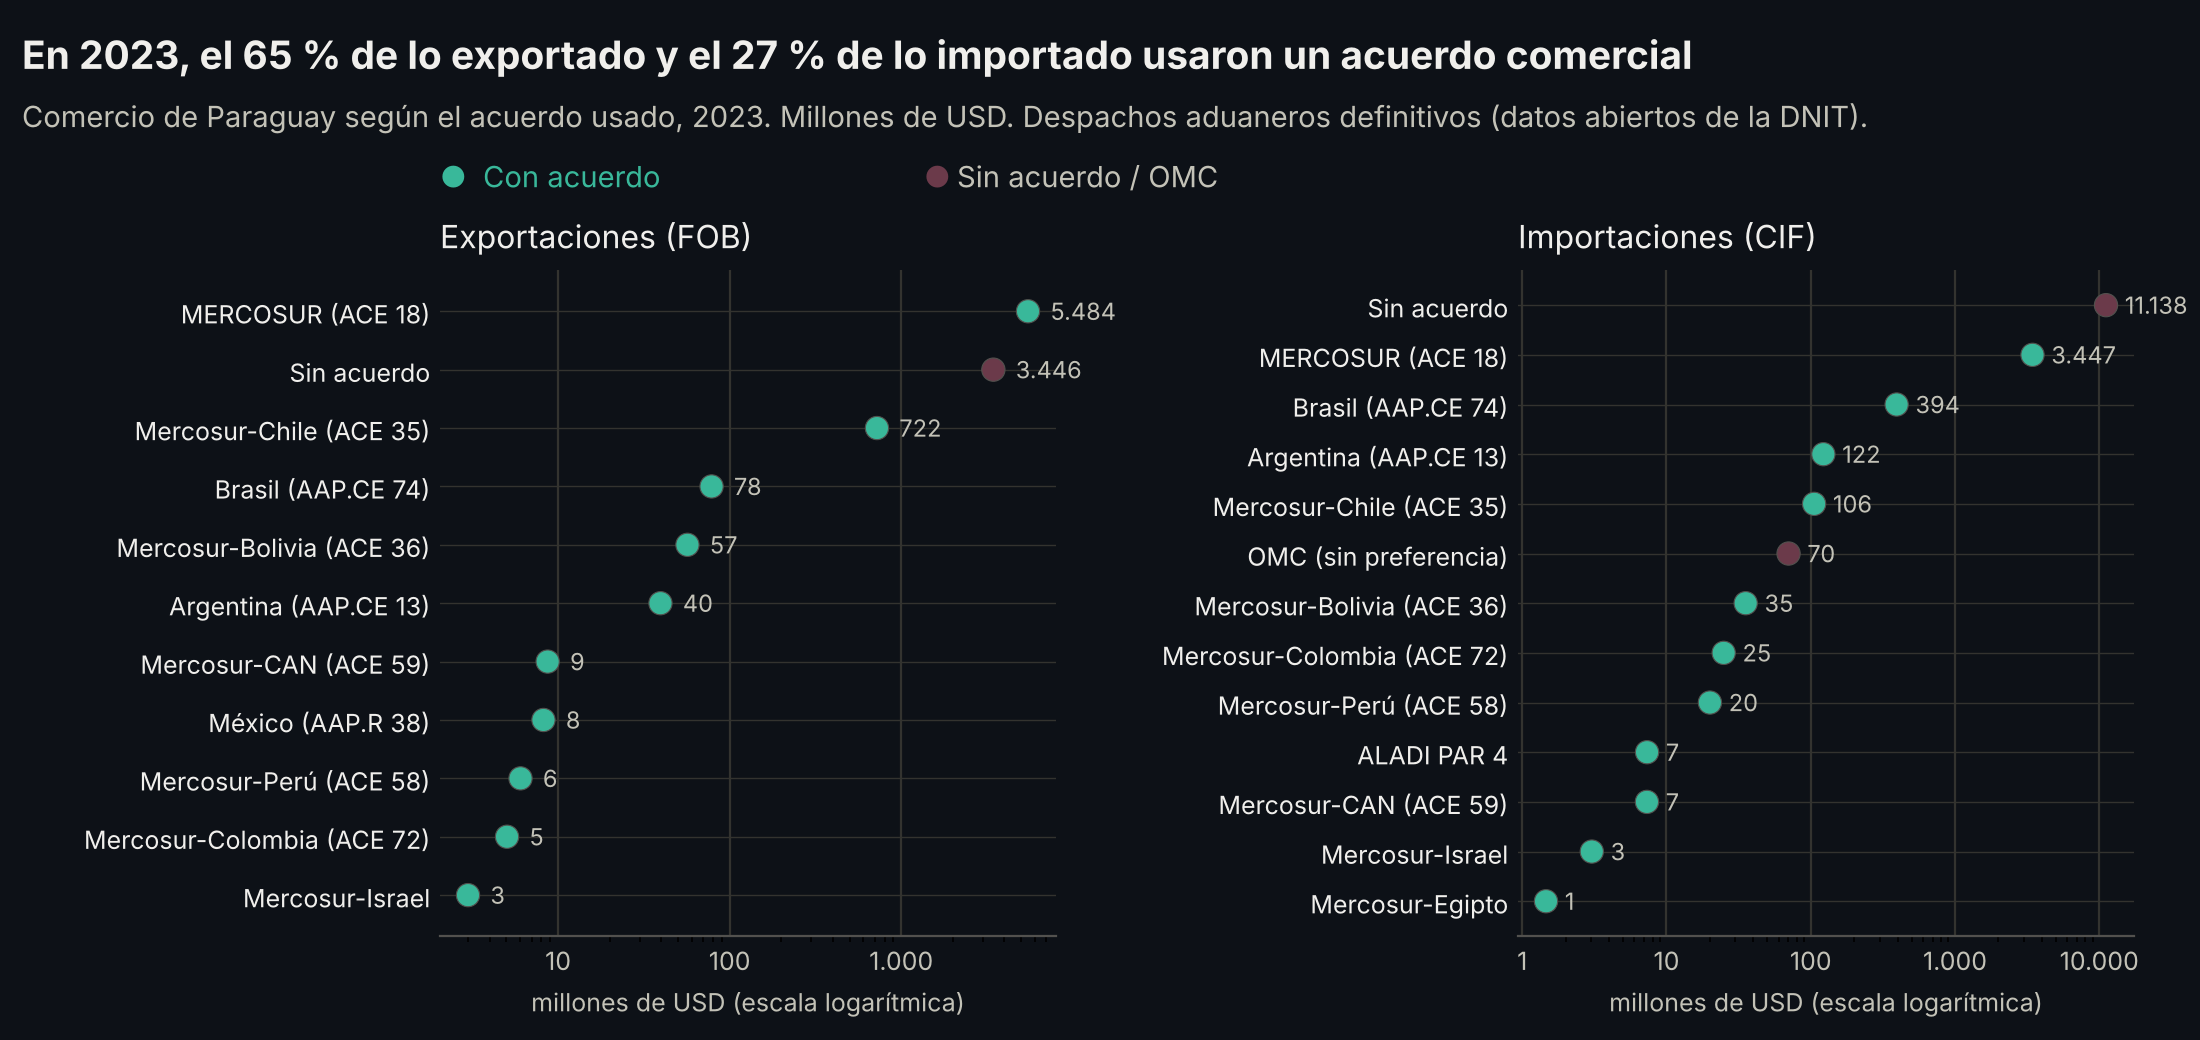 En 2023, el 65 % de lo exportado y el 27 % de lo importado usaron un acuerdo comercial
Comercio de Paraguay según el acuerdo usado, 2023. Millones de USD. Despachos aduaneros definitivos (datos abiertos de la DNIT).
Con acuerdo
Sin acuerdo / OMC
Exportaciones (FOB)
MERCOSUR (ACE 18) 5.484
Sin acuerdo 3.446
Mercosur-Chile (ACE 35) 722
Brasil (AAP.CE 74) 78
Mercosur-Bolivia (ACE 36) 57
Argentina (AAP.CE 13) 40
Mercosur-CAN (ACE 59) 9
México (AAP.R 38) 8
Mercosur-Perú (ACE 58) 6
Mercosur-Colombia (ACE 72) 5
Mercosur-Israel 3
10 100 1.000
millones de USD (escala logarítmica)
Importaciones (CIF)
Sin acuerdo 11.138
MERCOSUR (ACE 18) 3.447
Brasil (AAP.CE 74) 394
Argentina (AAP.CE 13) 122
Mercosur-Chile (ACE 35) 106
OMC (sin preferencia) 70
Mercosur-Bolivia (ACE 36) 35
Mercosur-Colombia (ACE 72) 25
Mercosur-Perú (ACE 58) 20
ALADI PAR 4 7
Mercosur-CAN (ACE 59) 7
Mercosur-Israel 3
Mercosur-Egipto 1
1 10 100 1.000 10.000
millones de USD (escala logarítmica)